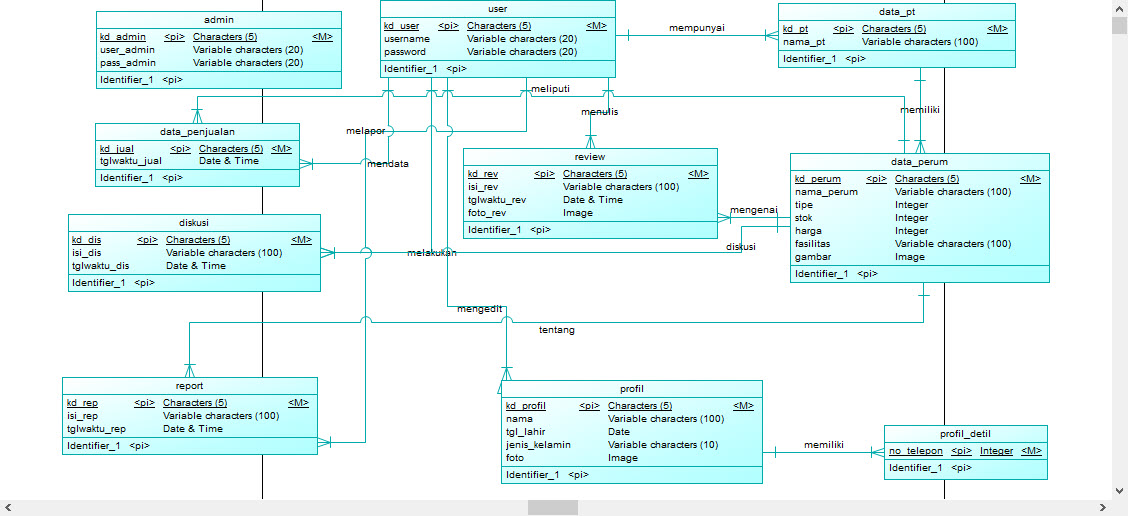 admin
kd_admin <pi> Characters (5) <M>
user_admin Variable characters (20)
pass_admin Variable characters (20)
Identifier_1 <pi>
user
kd_user <pi> Characters (5) <M>
username Variable characters (20)
password Variable characters (20)
Identifier_1 <pi>
mempunyai
data_pt
kd_pt <pi> Characters (5) <M>
nama_pt Variable characters (100)
Identifier_1 <pi>
meliputi
memiliki
menulis
melapor
mendata
data_penjualan
kd_jual <pi> Characters (5) <M>
tglwaktu_jual Date & Time
Identifier_1 <pi>
review
kd_rev <pi> Characters (5) <M>
isi_rev Variable characters (100)
tglwaktu_rev Date & Time
foto_rev Image
Identifier_1 <pi>
data_perum
kd_perum <pi> Characters (5) <M>
nama_perum Variable characters (100)
tipe Integer
stok Integer
harga Integer
fasilitas Variable characters (100)
gambar Image
Identifier_1 <pi>
mengenai
diskusi
diskusi
kd_dis <pi> Characters (5) <M>
isi_dis Variable characters (100)
tglwaktu_dis Date & Time
Identifier_1 <pi>
melakukan
mengedit
tentang
report
kd_rep <pi> Characters (5) <M>
isi_rep Variable characters (100)
tglwaktu_rep Date & Time
Identifier_1 <pi>
profil
kd_profil <pi> Characters (5) <M>
nama Variable characters (100)
tgl_lahir Date
jenis_kelamin Variable characters (10)
foto Image
Identifier_1 <pi>
memiliki
profil_detil
no_telepon <pi> Integer <M>
Identifier_1 <pi>